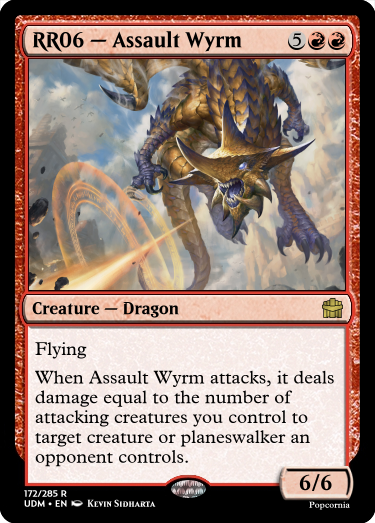 RR06 — Assault Wyrm 5
Creature — Dragon
Flying
When Assault Wyrm attacks, it deals
damage equal to the number of
attacking creatures you control to
target creature or planeswalker an
opponent controls.
6/6
172/285 R
UDM • EN Kevin Sidharta
Popcornia